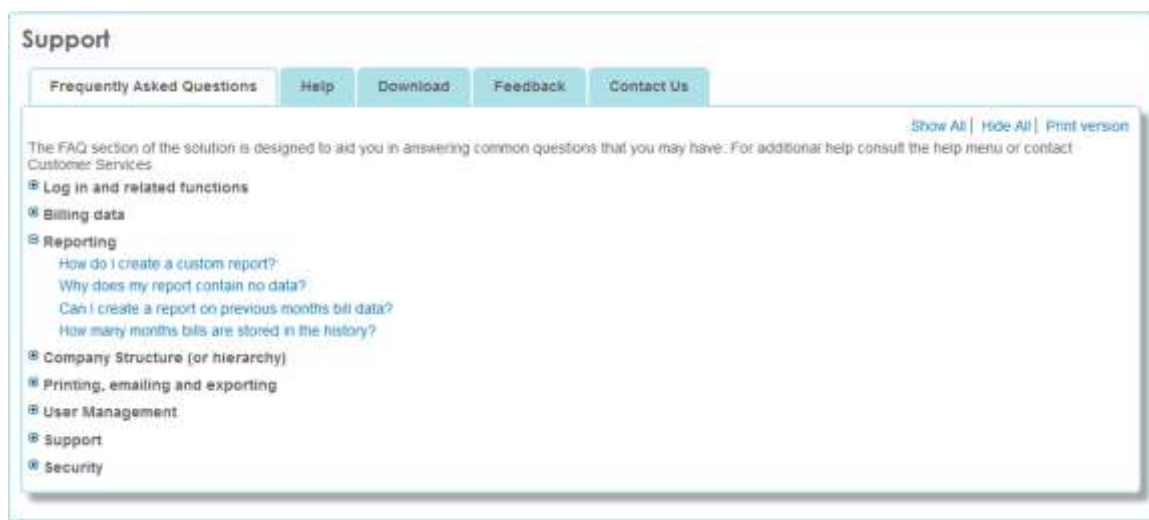 Support
Frequently Asked Questions
Help
Download
Feedback
Contact Us
Show All | Hide All | Print version
The FAQ section of the solution is designed to aid you in answering common questions that you may have. For additional help consult the help menu or contact
Customer Services
Log in and related functions
Billing data
Reporting
How do I create a custom report?
Why does my report contain no data?
Can I create a report on previous months bill data?
How many months bills are stored in the history?
Company Structure (or hierarchy)
Printing, emailing and exporting
User Management
Support
Security